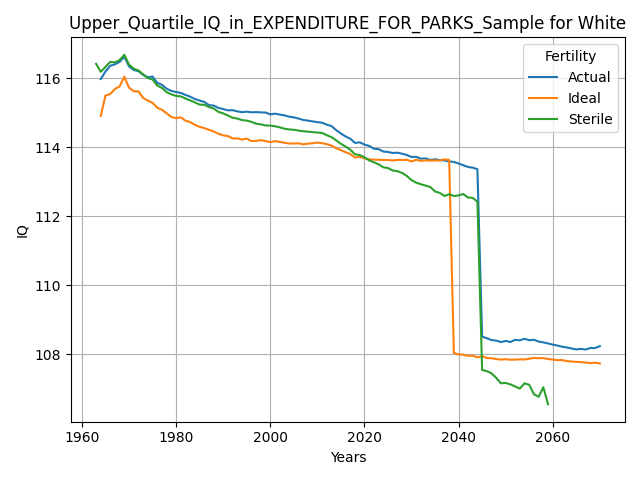 Upper_Quartile_IQ_in_EXPENDITURE_FOR_PARKS_Sample for White
Fertility
Actual
Ideal
Sterile
116
114
112
110
108
IQ
1960
1980
2000
2020
2040
2060
Years